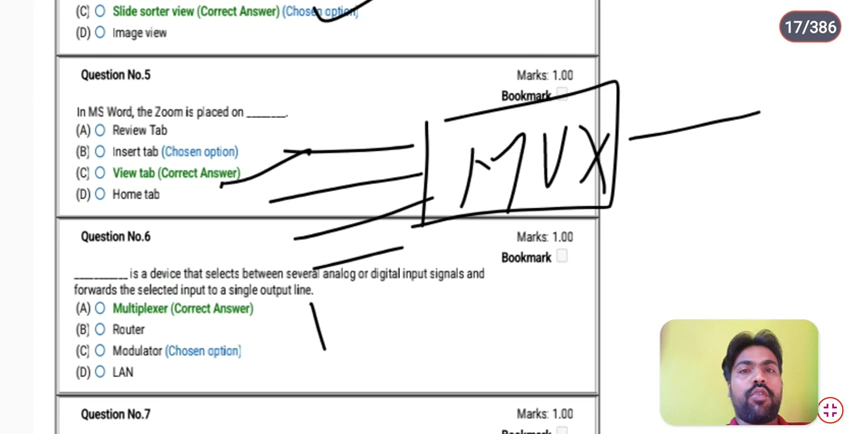 (C) Slide sorter view (Correct Answer) (Chosen option)
17/386
(D) Image view
Question No.5 Marks: 1.00
Bookmark
In MS Word, the Zoom is placed on _______.
(A) Review Tab
(B) Insert tab (Chosen option)
(C) View tab (Correct Answer)
(D) Home tab
MUX
Question No.6 Marks: 1.00
Bookmark
_________ is a device that selects between several analog or digital input signals and
forwards the selected input to a single output line.
(A) Multiplexer (Correct Answer)
(B) Router
(C) Modulator (Chosen option)
(D) LAN
Question No.7 Marks: 1.00
Bookmark